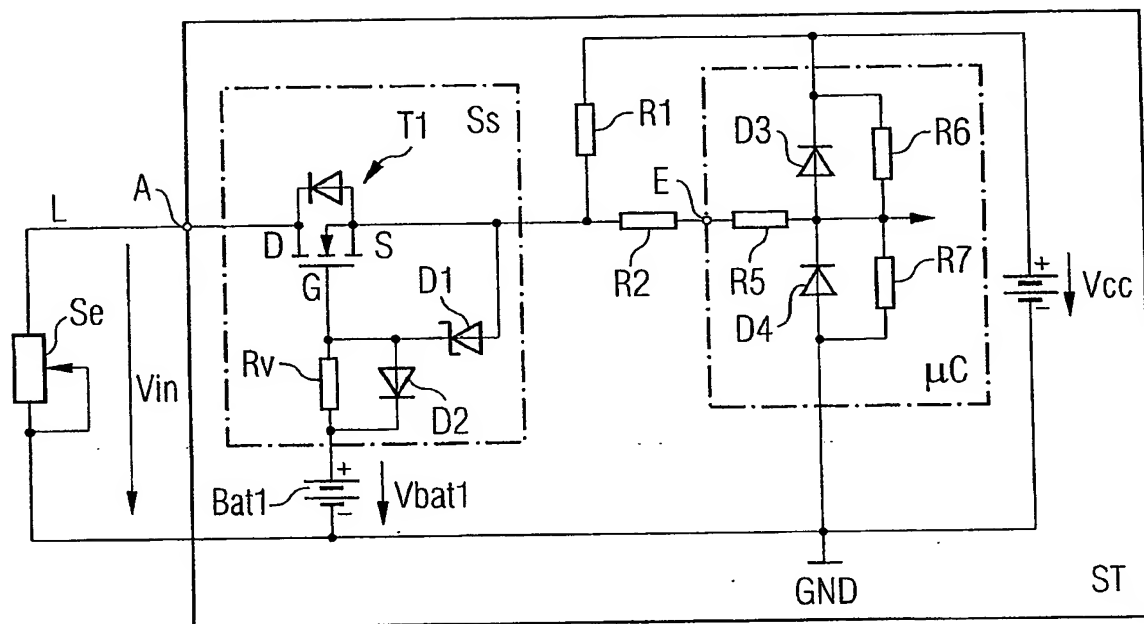 Ss
R1
T1
D3
R6
A
E
L
D
S
G
R2
R5
R7
D1
D4
+
Vcc
-
Se
Vin
Rv
D2
µC
+
Bat1
Vbat1
-
GND
ST